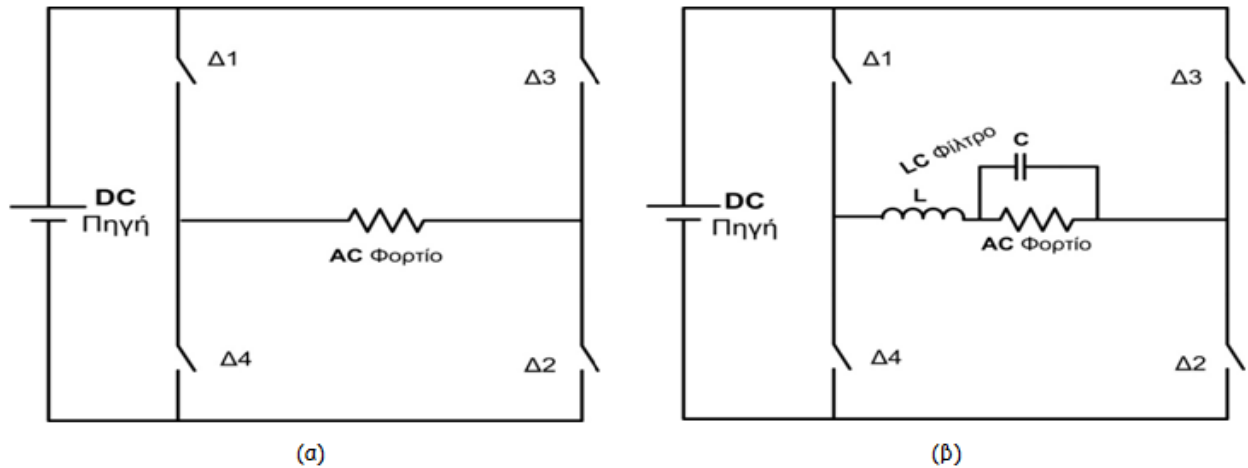 Δ1
Δ3
DC
Πηγή
AC Φορτίο
Δ4
Δ2
(α)
Δ1
Δ3
LC Φίλτρο
C
L
DC
Πηγή
AC Φορτίο
Δ4
Δ2
(β)